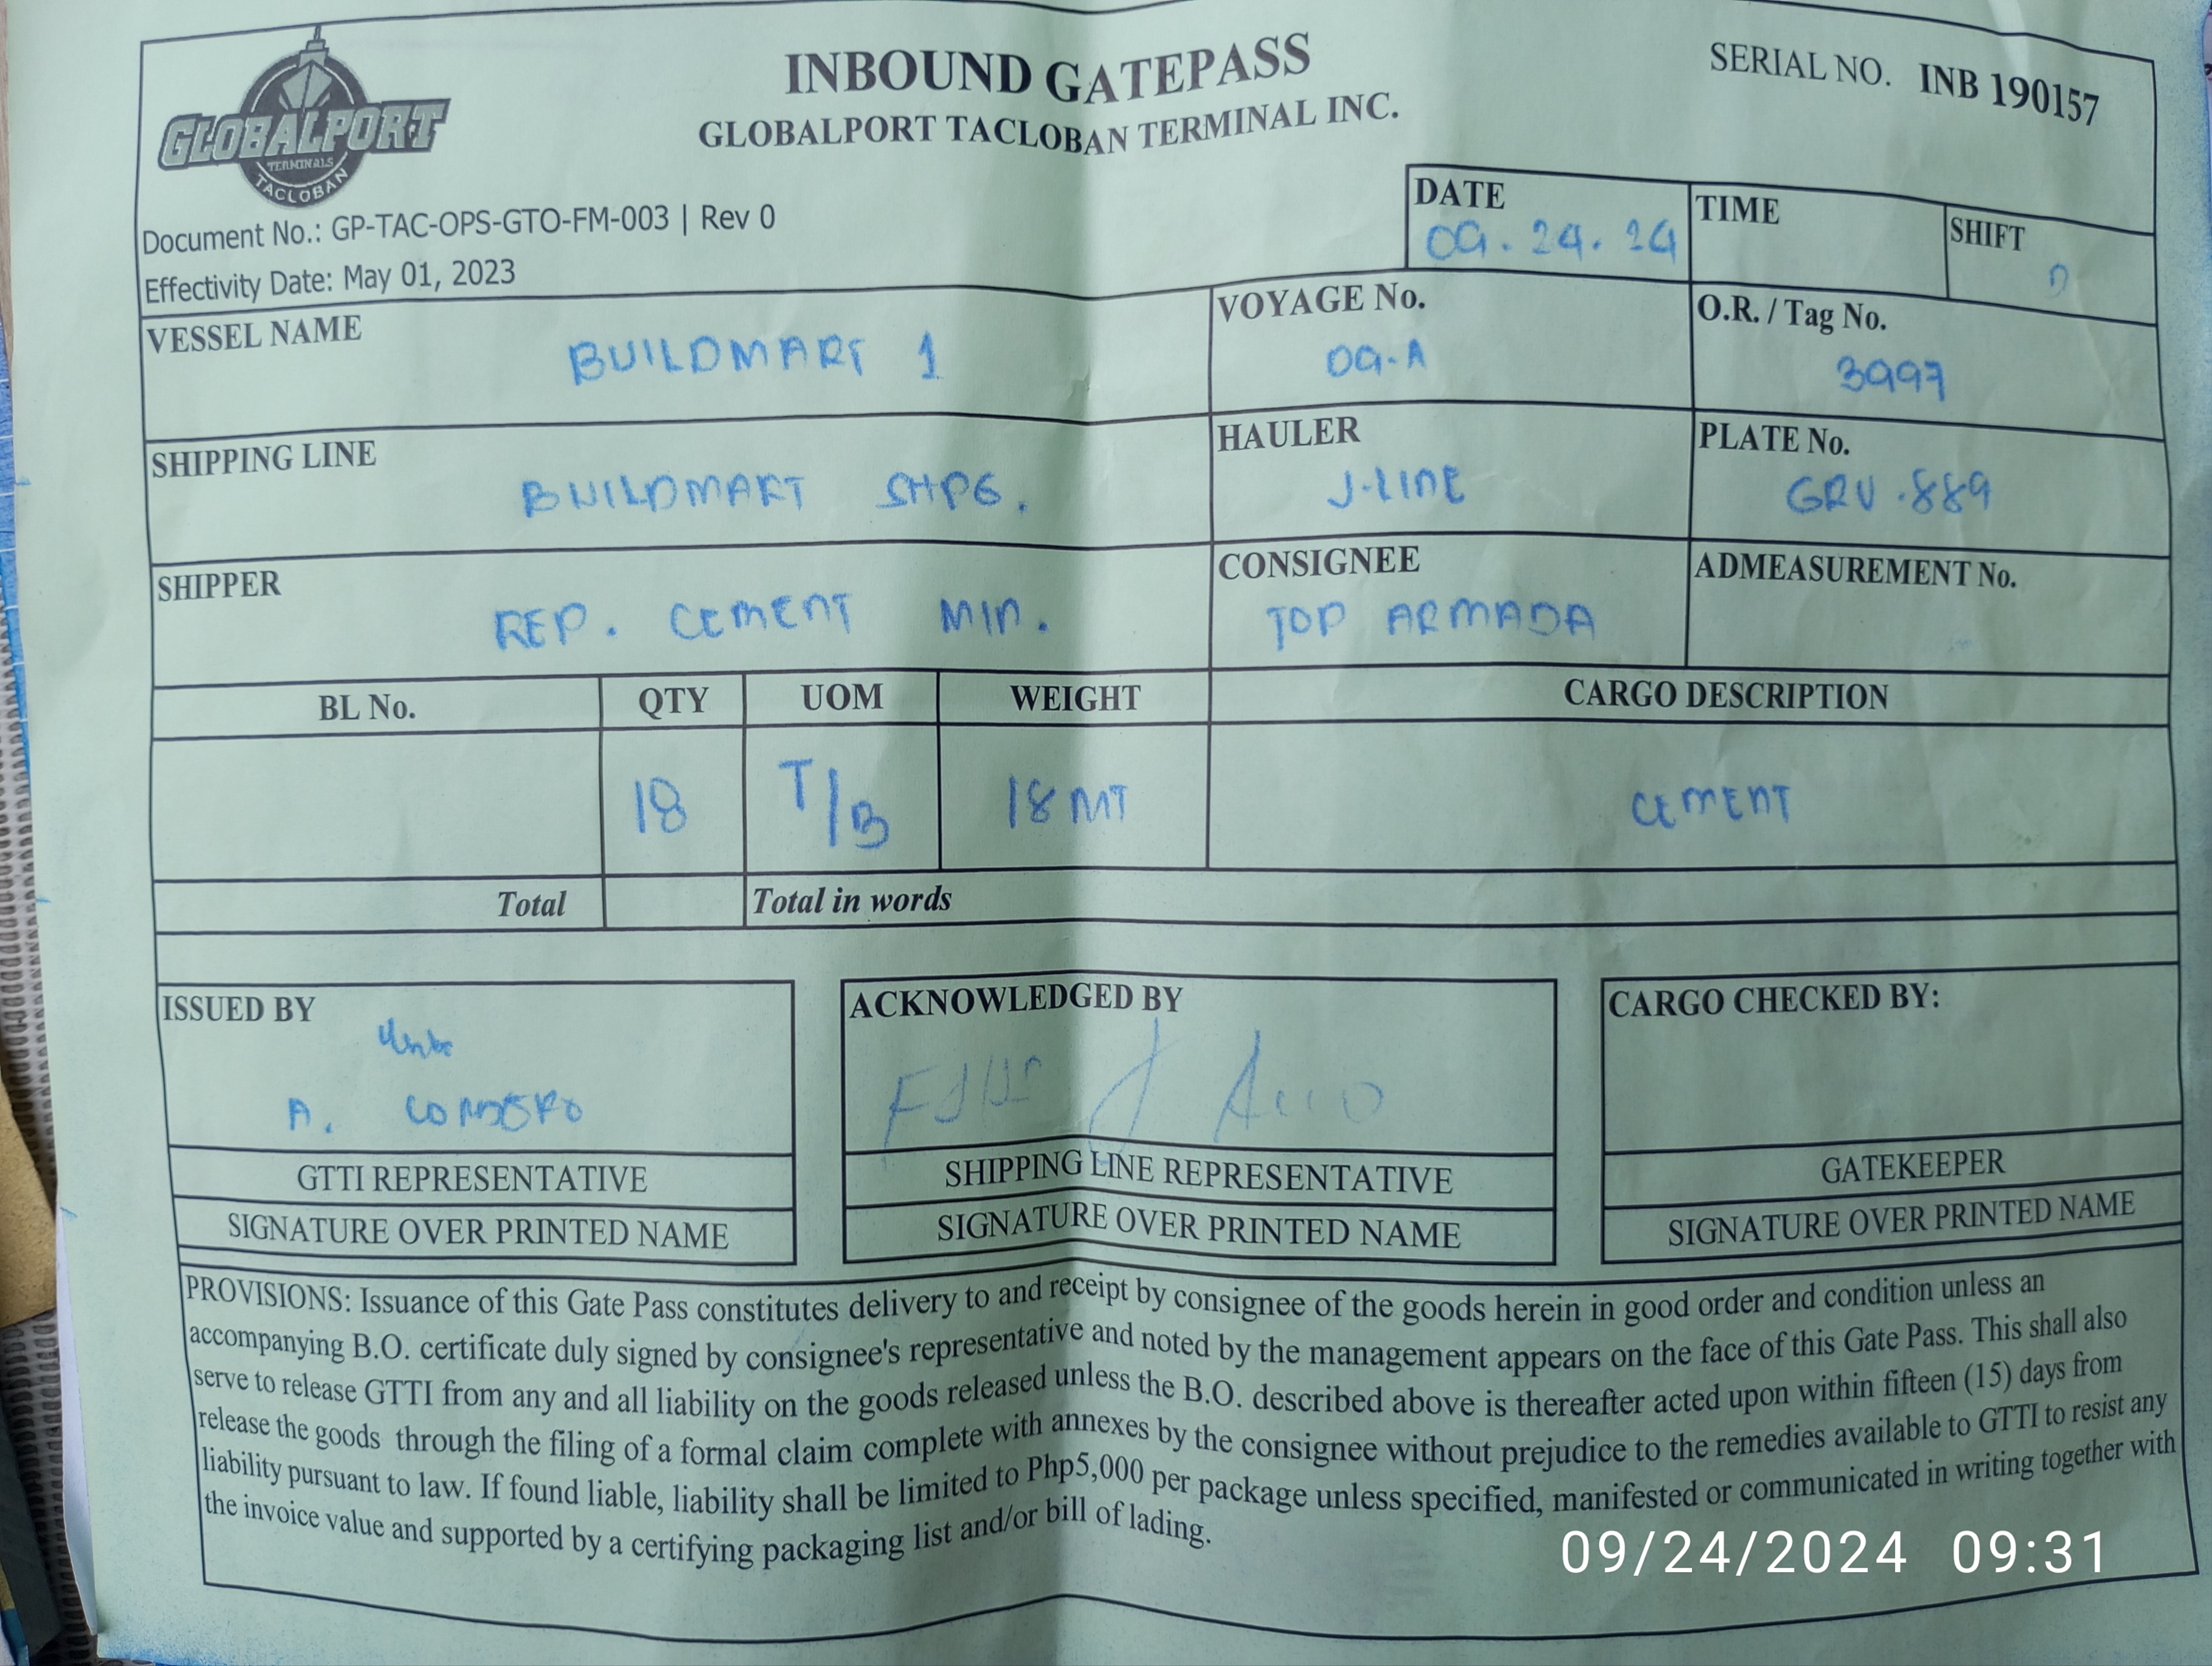 GLOBALPORT
TERMINALS
TACLOBAN
INBOUND GATEPASS
GLOBALPORT TACLOBAN TERMINAL INC.
SERIAL NO. INB 190157
Document No.: GP-TAC-OPS-GTO-FM-003 | Rev 0
Effectivity Date: May 01, 2023
DATE
09.24.24
TIME
SHIFT
D
VESSEL NAME
BUILDMART 1
VOYAGE No.
09-A
O.R. / Tag No.
3997
SHIPPING LINE
BUILDMART SHPG.
HAULER
J-LINE
PLATE No.
GRV.889
SHIPPER
REP. CEMENT MIN.
CONSIGNEE
TOP ARMADA
ADMEASUREMENT No.
BL No. QTY UOM WEIGHT CARGO DESCRIPTION
18 T/B 18MT CEMENT
Total
Total in words
ISSUED BY
A.
GTTI REPRESENTATIVE
SIGNATURE OVER PRINTED NAME
ACKNOWLEDGED BY
SHIPPING LINE REPRESENTATIVE
SIGNATURE OVER PRINTED NAME
CARGO CHECKED BY:
GATEKEEPER
SIGNATURE OVER PRINTED NAME
PROVISIONS: Issuance of this Gate Pass constitutes delivery to and receipt by consignee of the goods herein in good order and condition unless an
accompanying B.O. certificate duly signed by consignee's representative and noted by the management appears on the face of this Gate Pass. This shall also
serve to release GTTI from any and all liability on the goods released unless the B.O. described above is thereafter acted upon within fifteen (15) days from
release the goods through the filing of a formal claim complete with annexes by the consignee without prejudice to the remedies available to GTTI to resist any
liability pursuant to law. If found liable, liability shall be limited to Php5,000 per package unless specified, manifested or communicated in writing together with
the invoice value and supported by a certifying packaging list and/or bill of lading.
09/24/2024 09:31